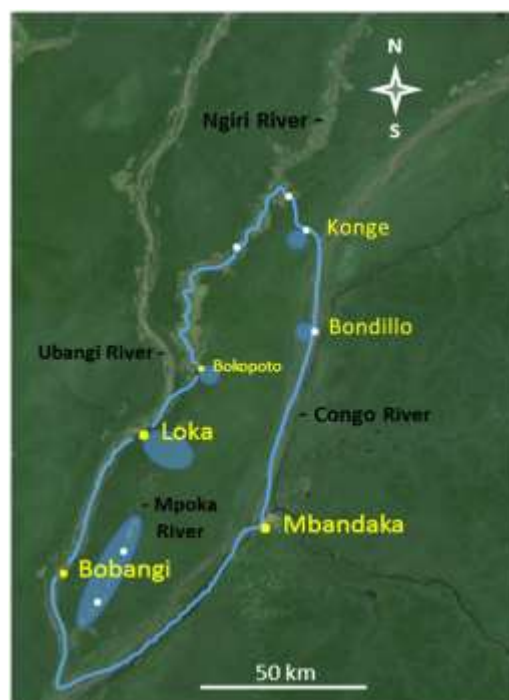 N
S
Ngiri River -
Konge
Bondillo
Ubangi River -
Bokopoto
- Congo River
Loka
- Mpoka
River
Mbandaka
Bobangi
50 km